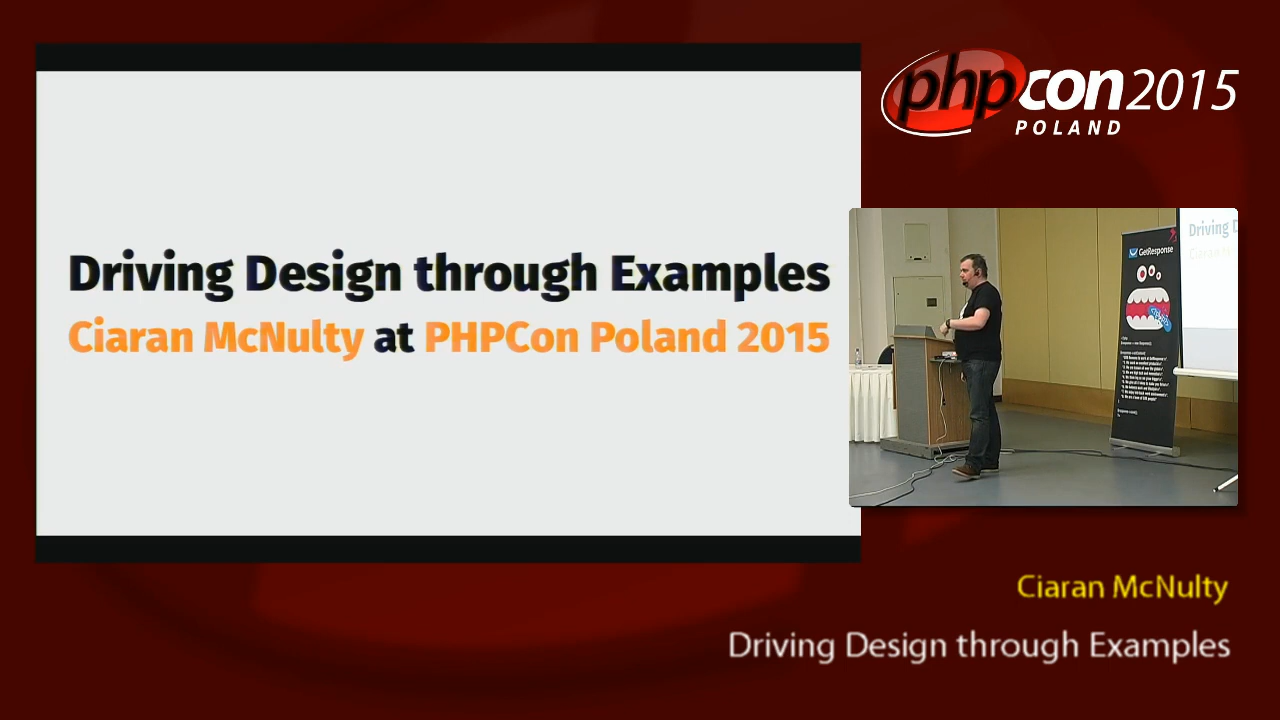 Driving Design through Examples
Ciaran McNulty at PHPCon Poland 2015
phpcon2015
POLAND
Driving D
GetResponse
Ciaran McNulty
Driving Design through Examples